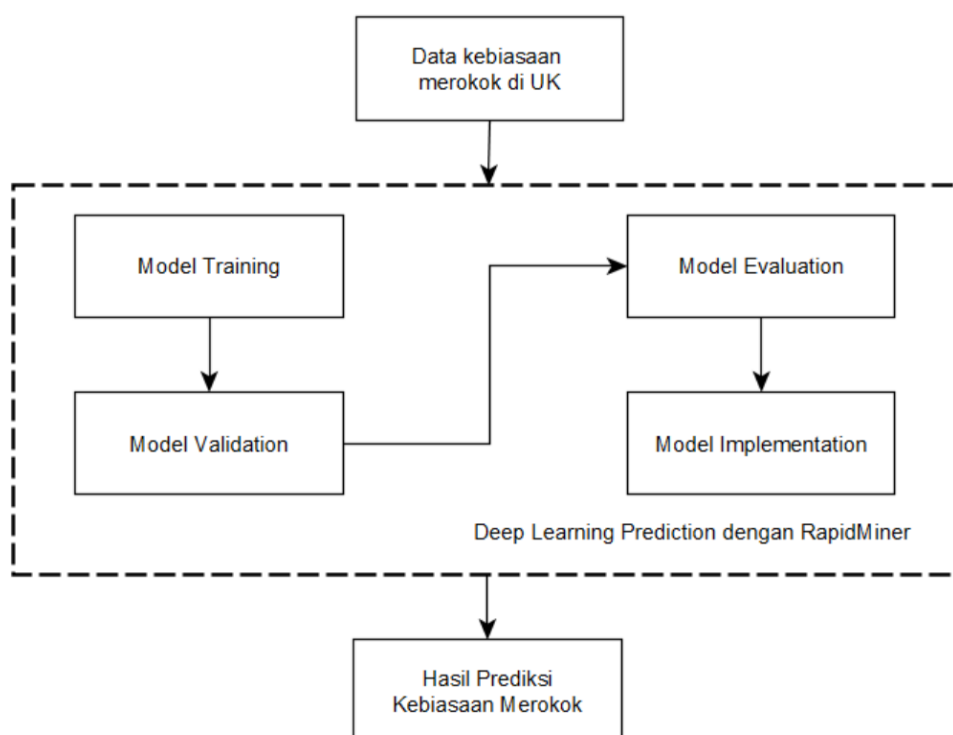 Data kebiasaan
merokok di UK
Model Training
Model Evaluation
Model Validation
Model Implementation
Deep Learning Prediction dengan RapidMiner
Hasil Prediksi
Kebiasaan Merokok